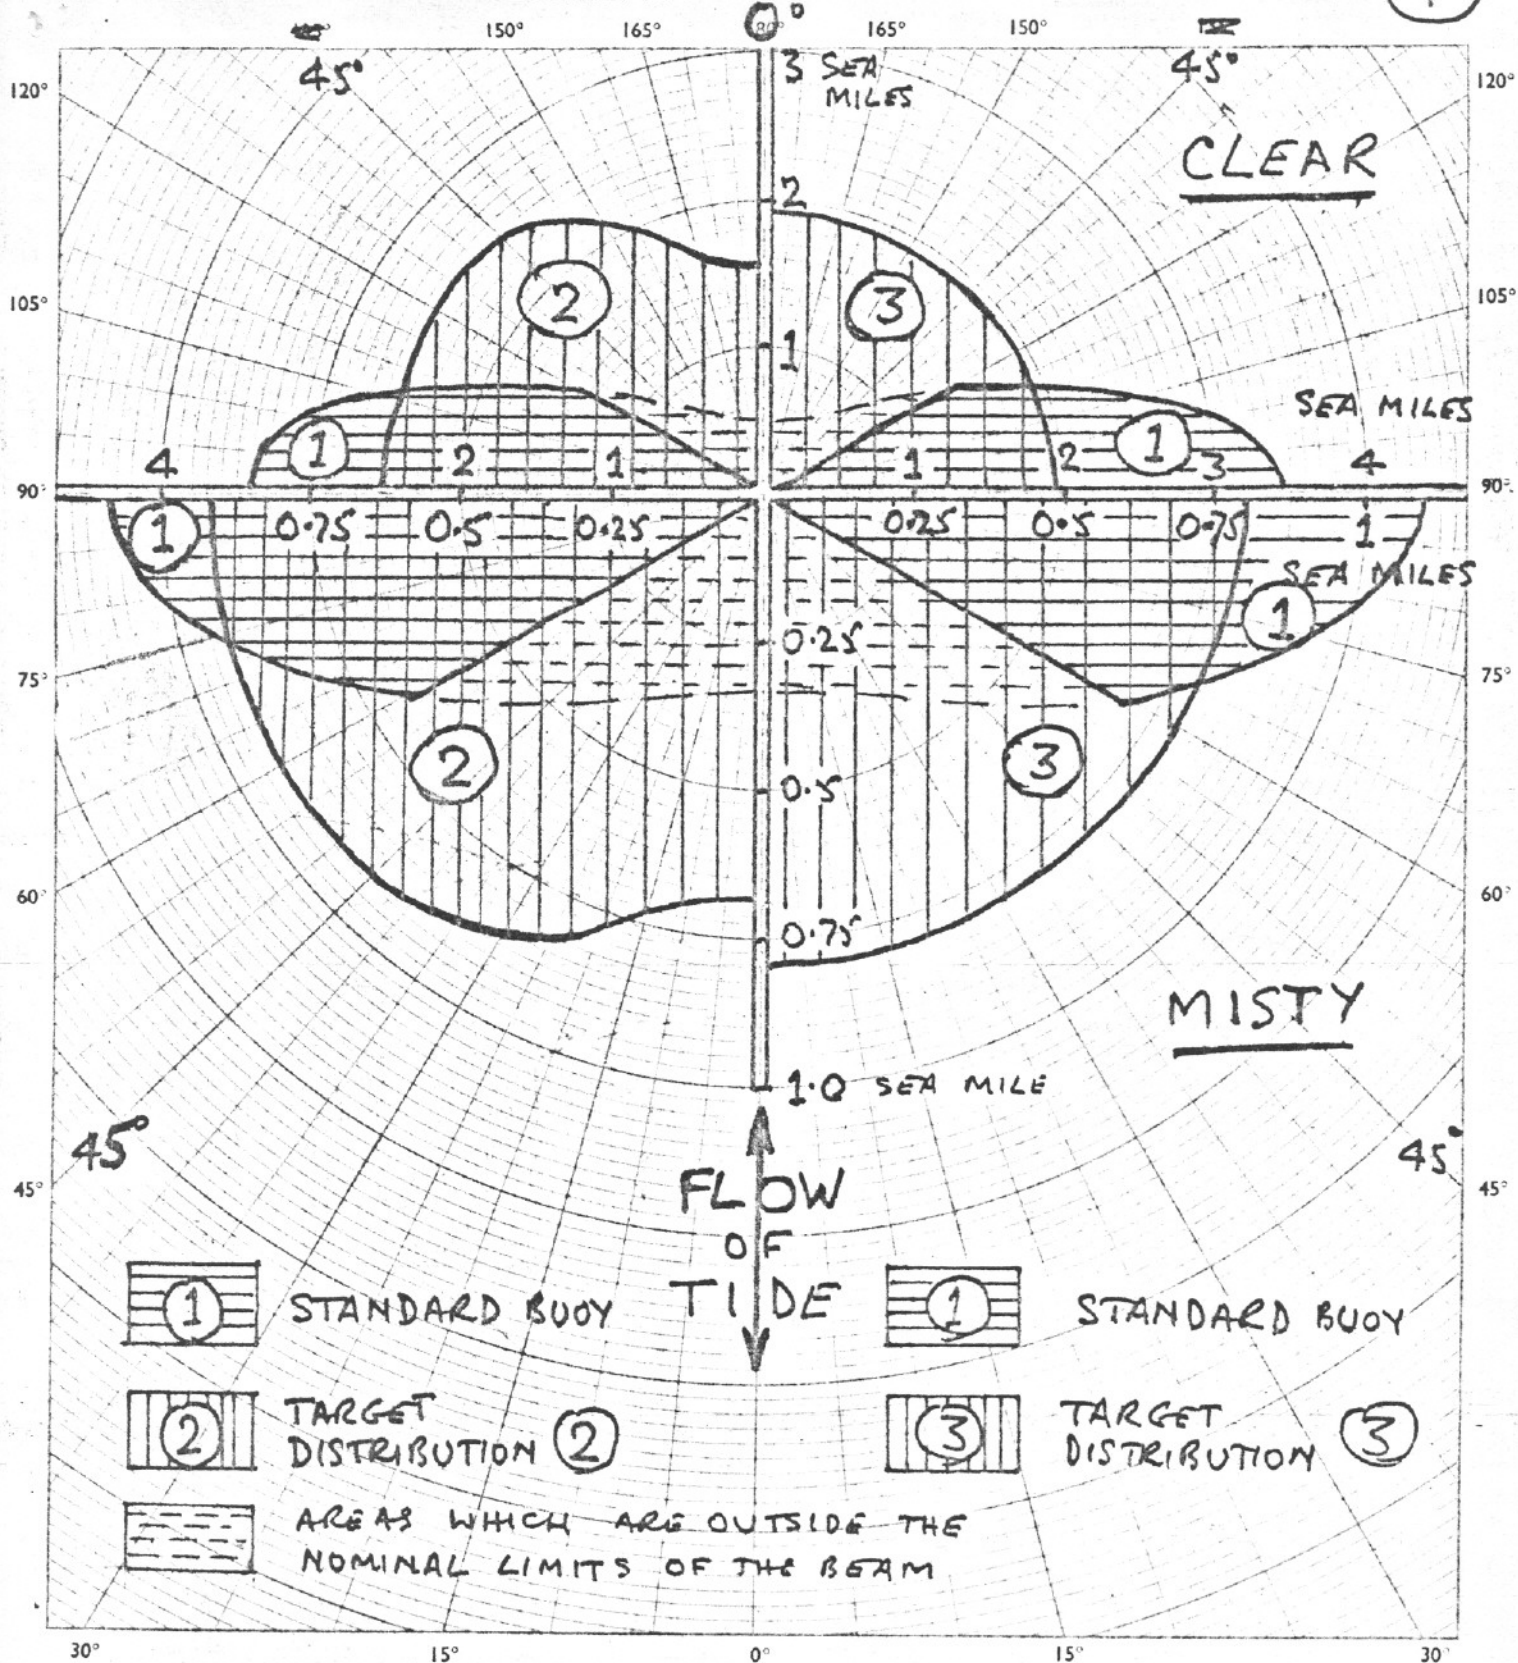 0°
150° 165° 80° 165° 150°
45° 45°
120° 120°
3 SEA
MILES
CLEAR
2
2 3
105° 105°
1
SEA MILES
4 1 2 1 1 2 1 3 4
90° 90°
1 0.75 0.5 0.25 0.25 0.5 0.75 1
SEA MILES
1
0.25
75° 75°
2 3
0.5
60° 60°
0.75
MISTY
1.0 SEA MILE
45° 45°
45° 45°
FLOW
OF
TIDE
1 STANDARD BUOY 1 STANDARD BUOY
2 TARGET
DISTRIBUTION 2
3 TARGET
DISTRIBUTION 3
AREAS WHICH ARE OUTSIDE THE
NOMINAL LIMITS OF THE BEAM
30° 15° 0° 15° 30°